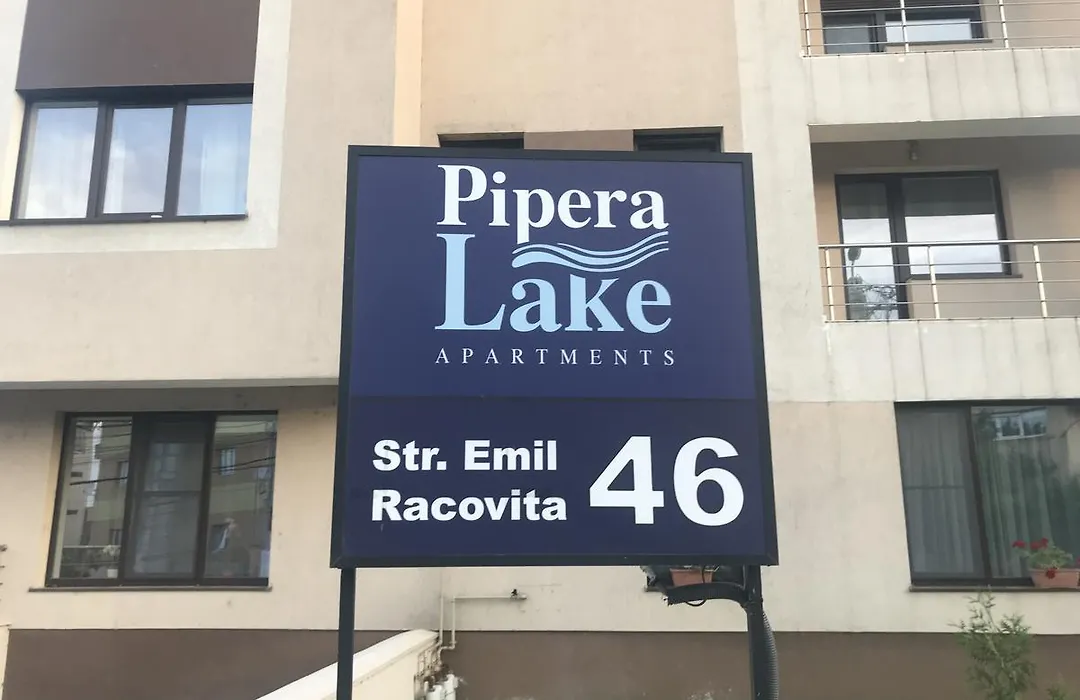 Pipera
Lake
APARTMENTS
Str. Emil
Racovita 46